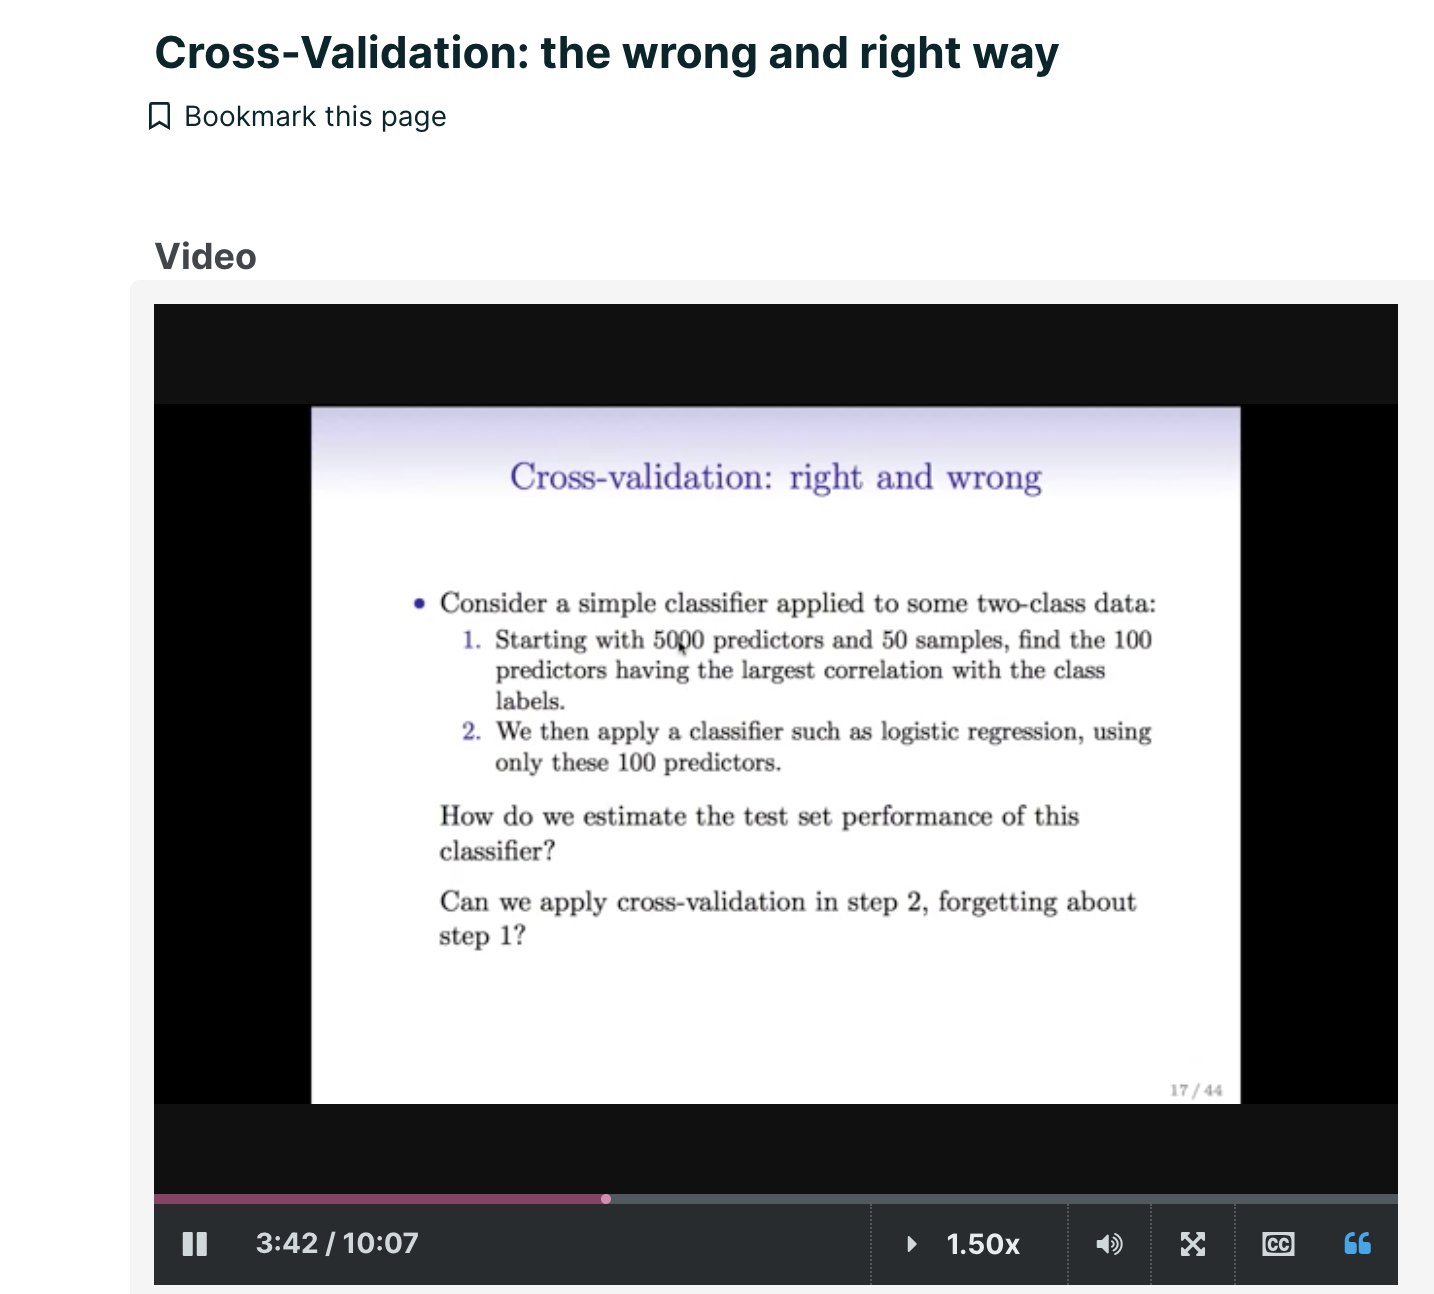 Cross-Validation: the wrong and right way
Bookmark this page
Video
Cross-validation: right and wrong
• Consider a simple classifier applied to some two-class data:
1. Starting with 5000 predictors and 50 samples, find the 100
predictors having the largest correlation with the class
labels.
2. We then apply a classifier such as logistic regression, using
only these 100 predictors.
How do we estimate the test set performance of this
classifier?
Can we apply cross-validation in step 2, forgetting about
step 1?
17 / 44
3:42 / 10:07
1.50x
CC